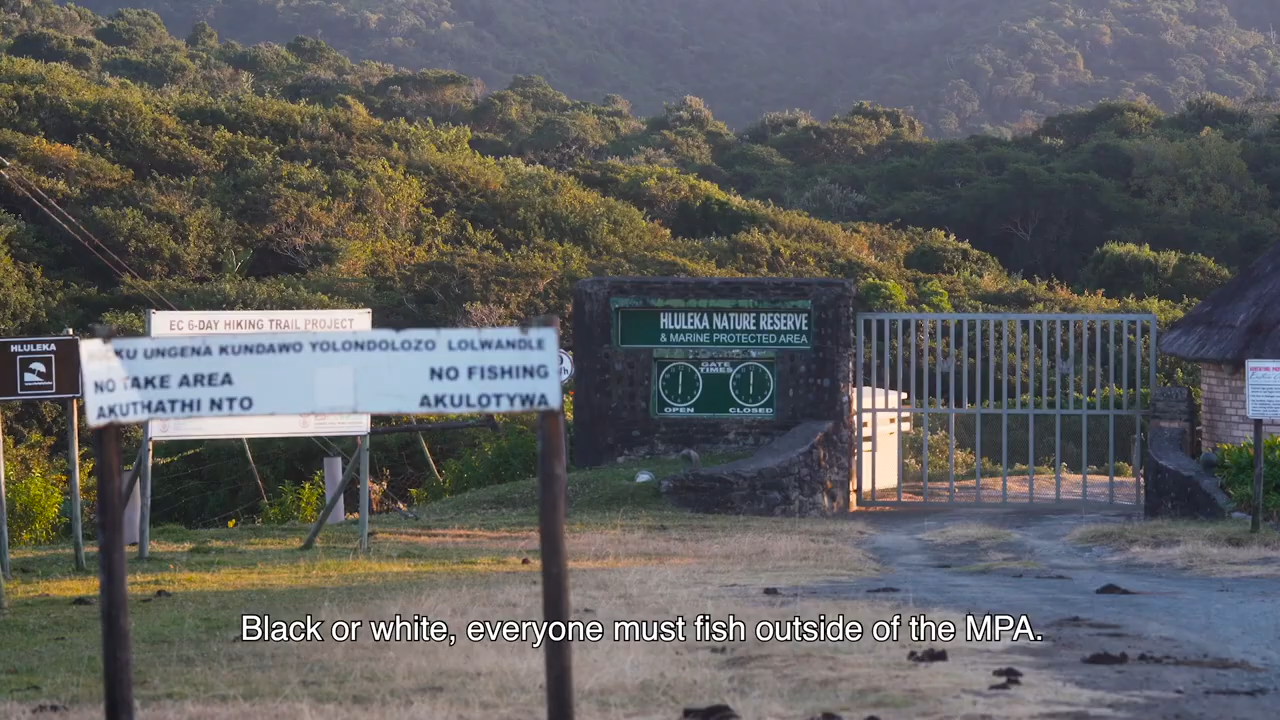 EC 6-DAY HIKING TRAIL PROJECT
HLULEKA
KU UNGENA KUNDAWO YOLONDOLOZO LOLWANDLE
NO TAKE AREA
NO FISHING
AKUTHATHI NTO
AKULOTYWA
HLULEKA NATURE RESERVE
& MARINE PROTECTED AREA
GATE
TIMES
OPEN
CLOSED
Black or white, everyone must fish outside of the MPA.